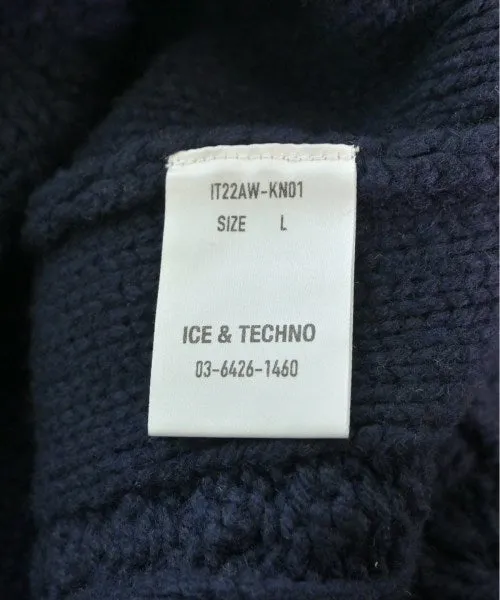 IT22AW-KN01
SIZE L
ICE & TECHNO
03-6426-1460